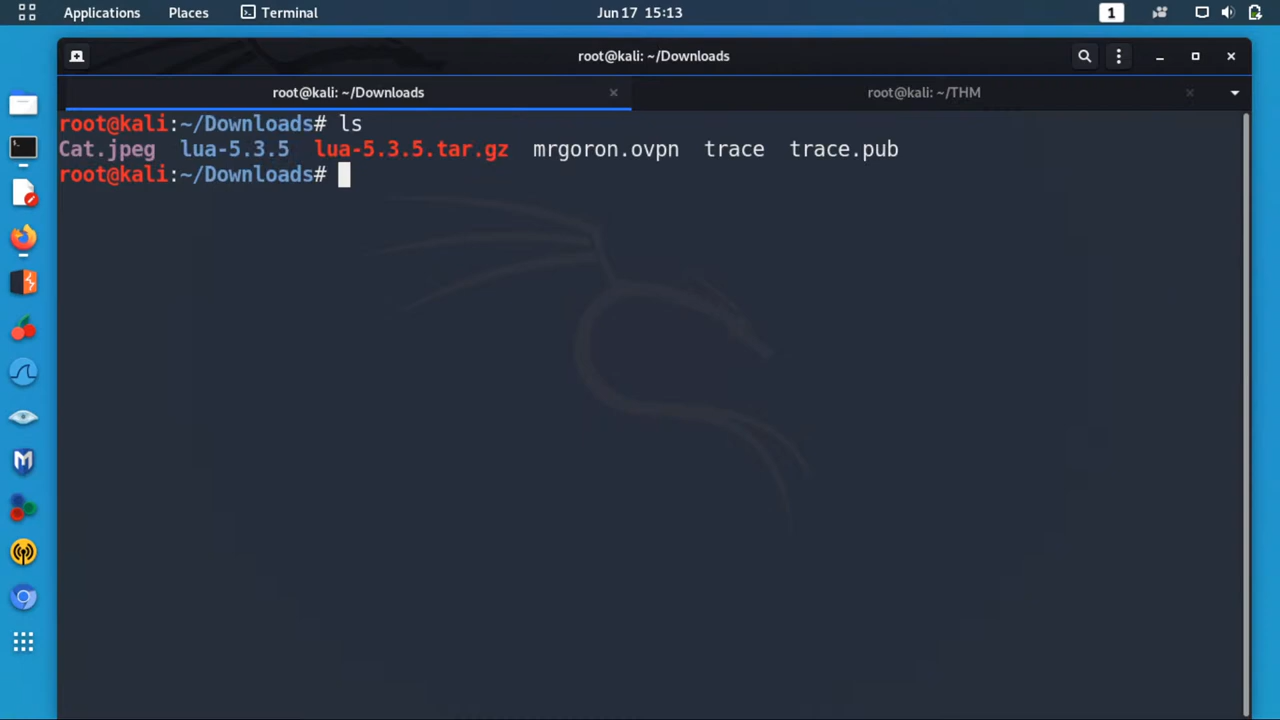 Applications Places Terminal Jun 17 15:13 1
root@kali: ~/Downloads
root@kali: ~/Downloads root@kali: ~/THM
root@kali:~/Downloads# ls
Cat.jpeg lua-5.3.5 lua-5.3.5.tar.gz mrgoron.ovpn trace trace.pub
root@kali:~/Downloads#